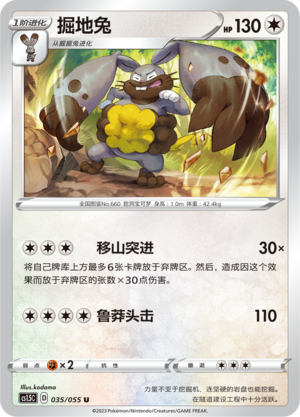 1阶进化
掘地兔
HP 130
从掘掘兔进化
全国图鉴No.660 挖洞宝可梦 身高：1.0m 体重：42.4kg
移山突进 30×
将自己牌库上方最多6张卡牌放于弃牌区。然后，造成因这个
效果而放于弃牌区的张数×30点伤害。
鲁莽头击 110
弱点 ×2 抗性 撤退
Illus.kodama
CS1.5C D 035/055 U
力量不亚于挖掘机，连坚硬的岩盘也能挖掘。
在隧道建设工程中十分活跃。
©2023 Pokémon/Nintendo/Creatures/GAME FREAK.